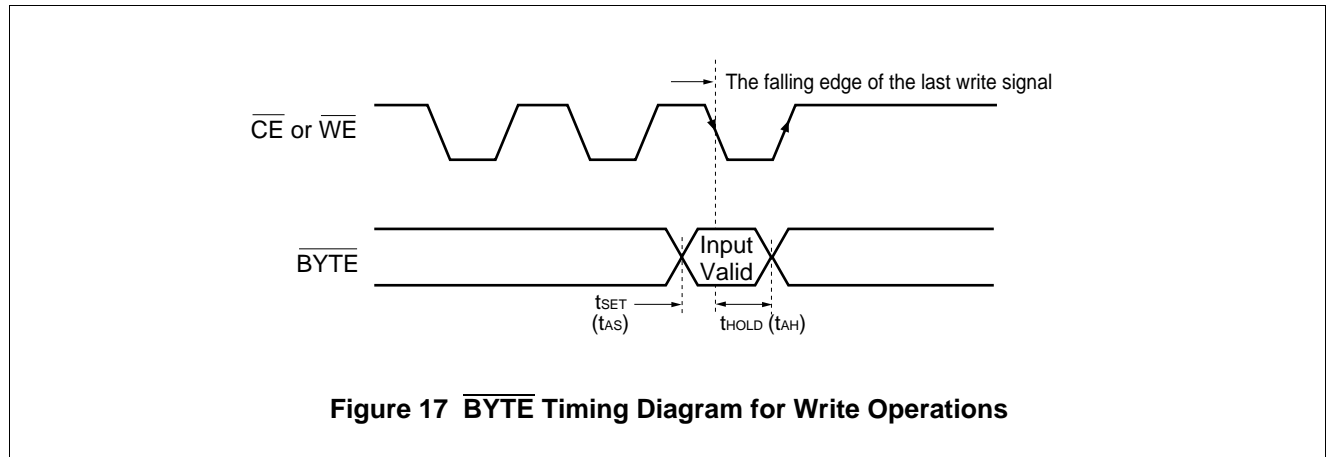 The falling edge of the last write signal
CE or WE
BYTE
Input
Valid
tSET
(tAS)
tHOLD (tAH)
Figure 17 BYTE Timing Diagram for Write Operations